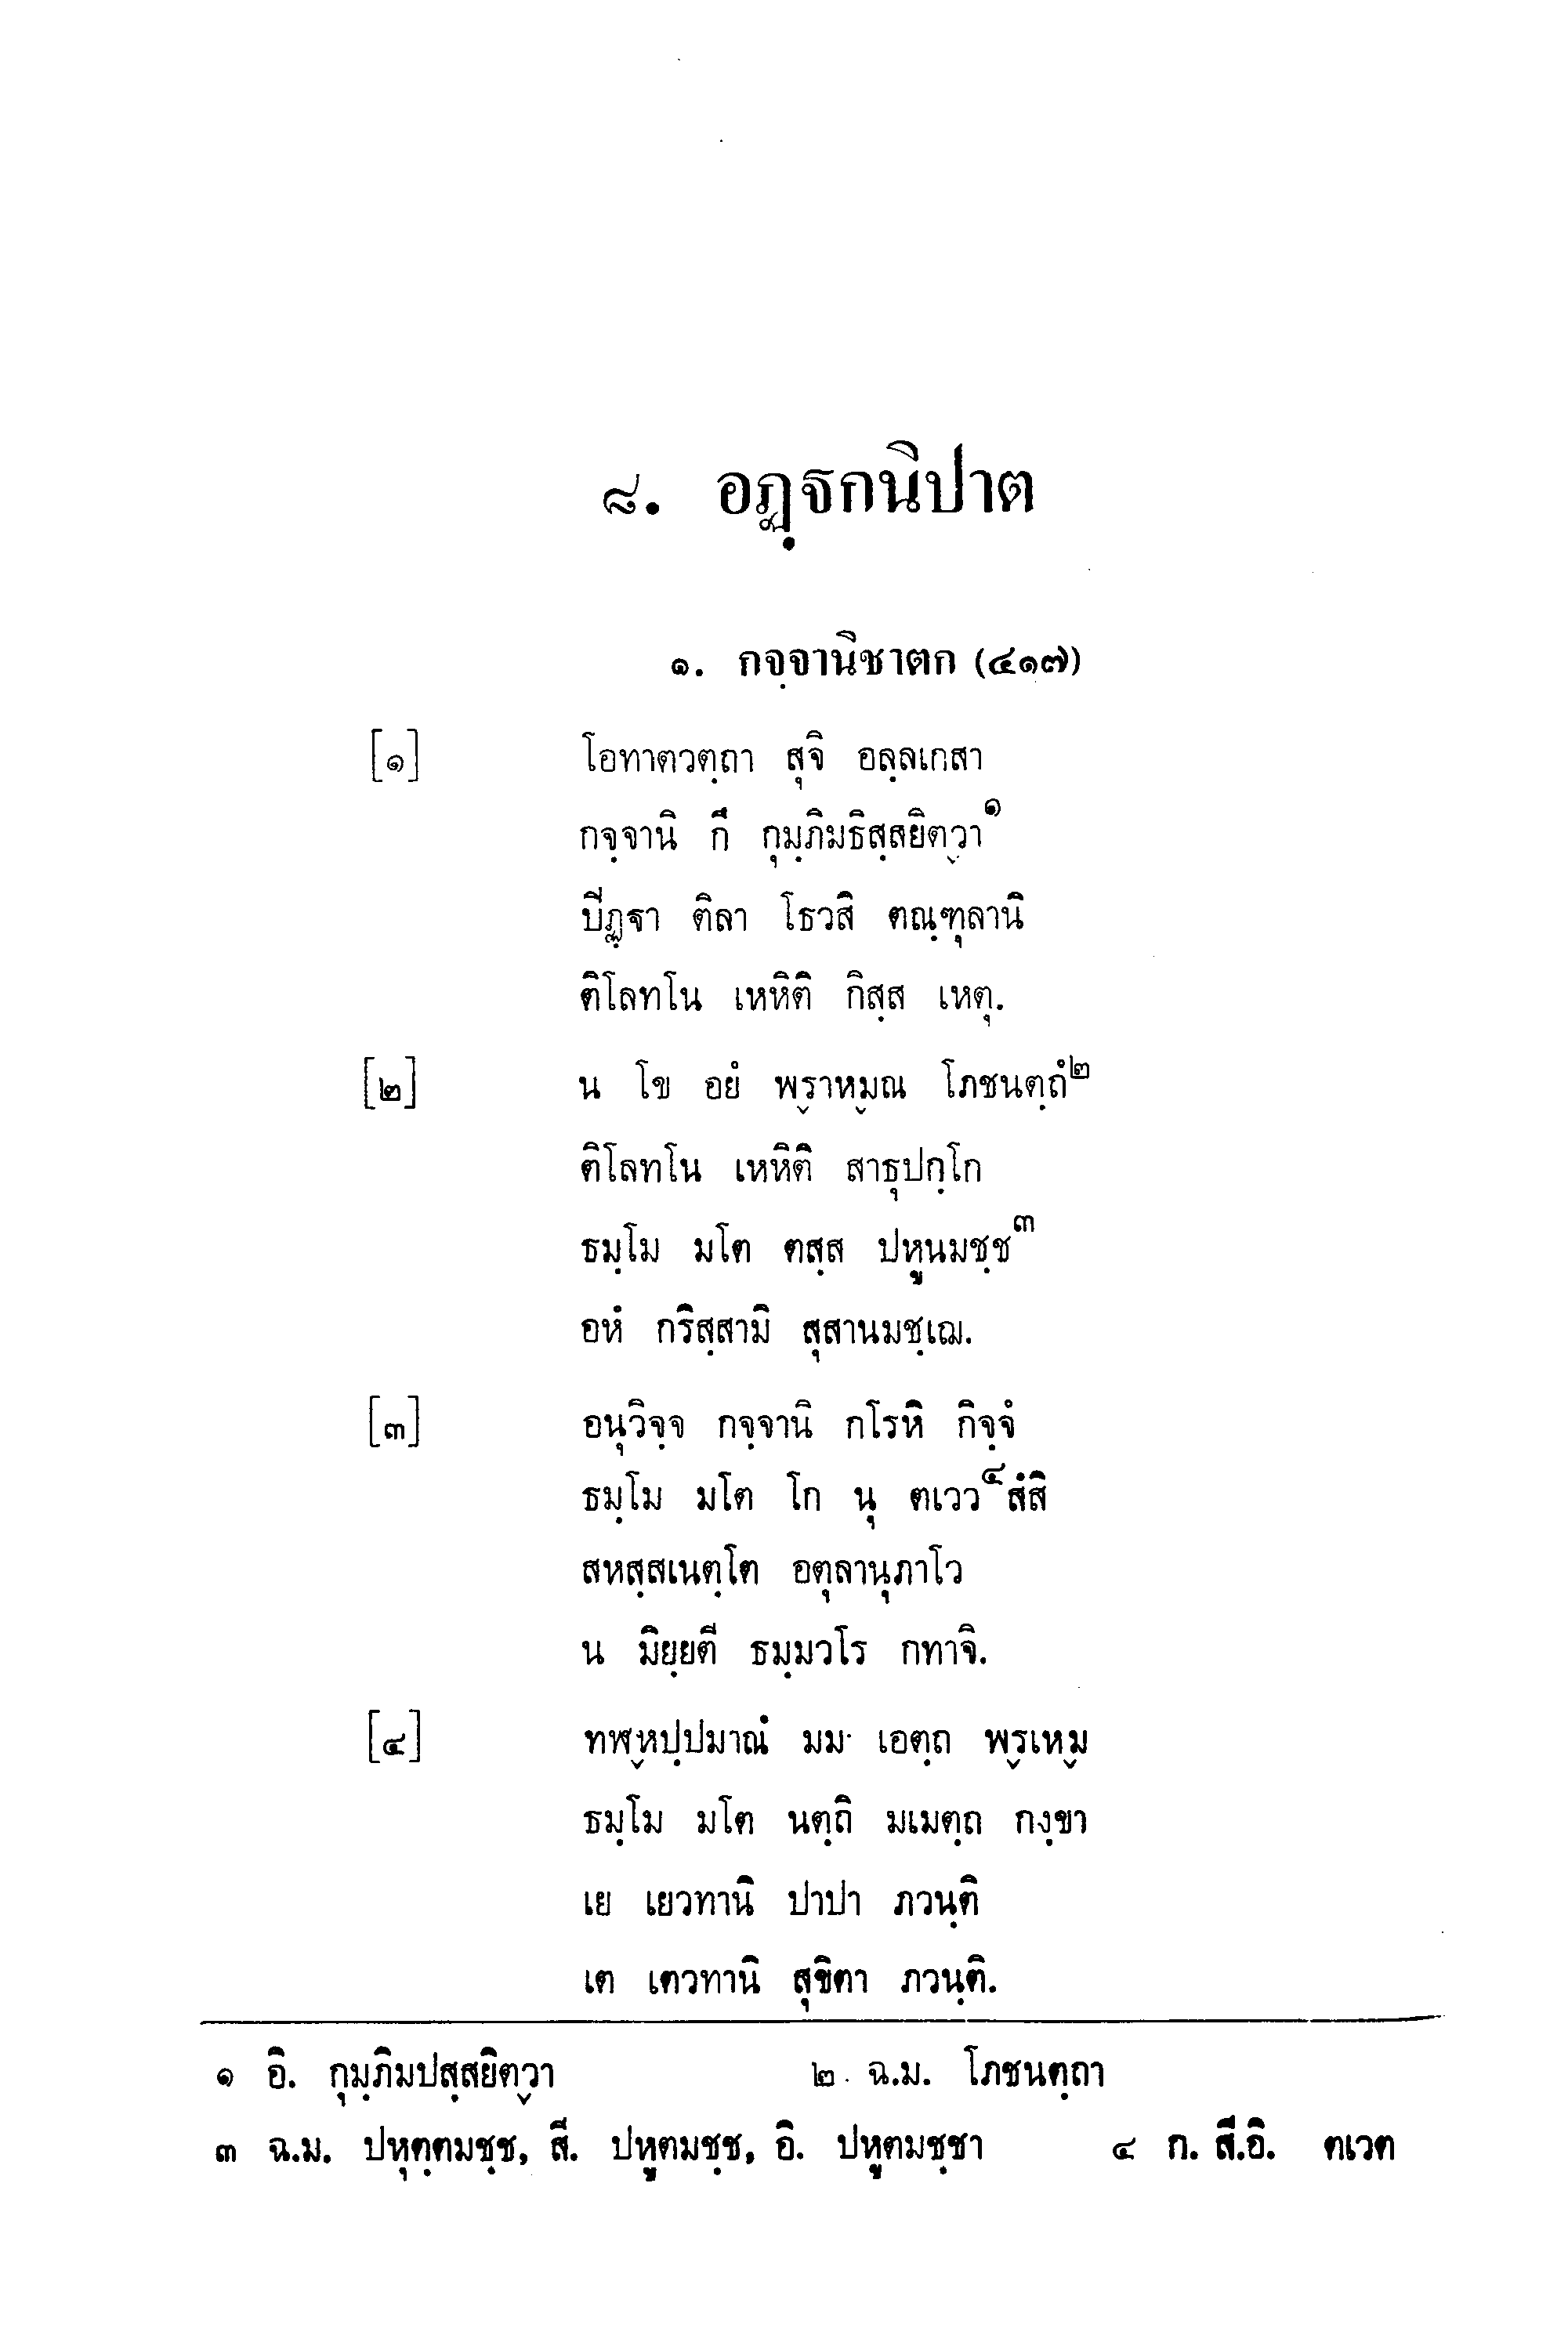 ๘. อฏฺฐกนิปาต
๑. กจฺจานิชาตก (๔๑๗)
[๑] โอทาตวตฺถา สุจิ อลฺลเกสา
กจฺจานิ กึ กุมฺภิมธิสฺสยิตฺวา๑
ปีฏฺฐา ติลา โธวสิ ตณฺฑุลานิ
ติโลทโน เหหิติ กิสฺส เหตุ.
[๒] น โข อยํ พฺราหฺมณ โภชนตฺถํ๒
ติโลทโน เหหิติ สาธุปกฺโก
ธมฺโม มโต ตสฺส ปหูนมชฺช๓
อหํ กริสฺสามิ สุสานมชฺเฌ.
[๓] อนุวิจฺจ กจฺจานิ กโรหิ กิจฺจํ
ธมฺโม มโต โก นุ ตเวว๔สํสิ
สหสฺสเนตฺโต อตุลานุภาโว
น มิยฺยตี ธมฺมวโร กทาจิ.
[๔] ทฬฺหปฺปมาณํ มม เอตฺถ พฺรเหฺม
ธมฺโม มโต นตฺถิ มเมตฺถ กงฺขา
เย เยวทานิ ปาปา ภวนฺติ
เต เตวทานิ สุขิตา ภวนฺติ.
๑ อิ. กุมฺภิมปสฺสยิตฺวา ๒ ฉ.ม. โภชนตฺถา
๓ ฉ.ม. ปหุตฺตมชฺช, สี. ปหูตมชฺช, อิ. ปหูตมชฺชา ๔ ก. สี.อิ. ตเวต